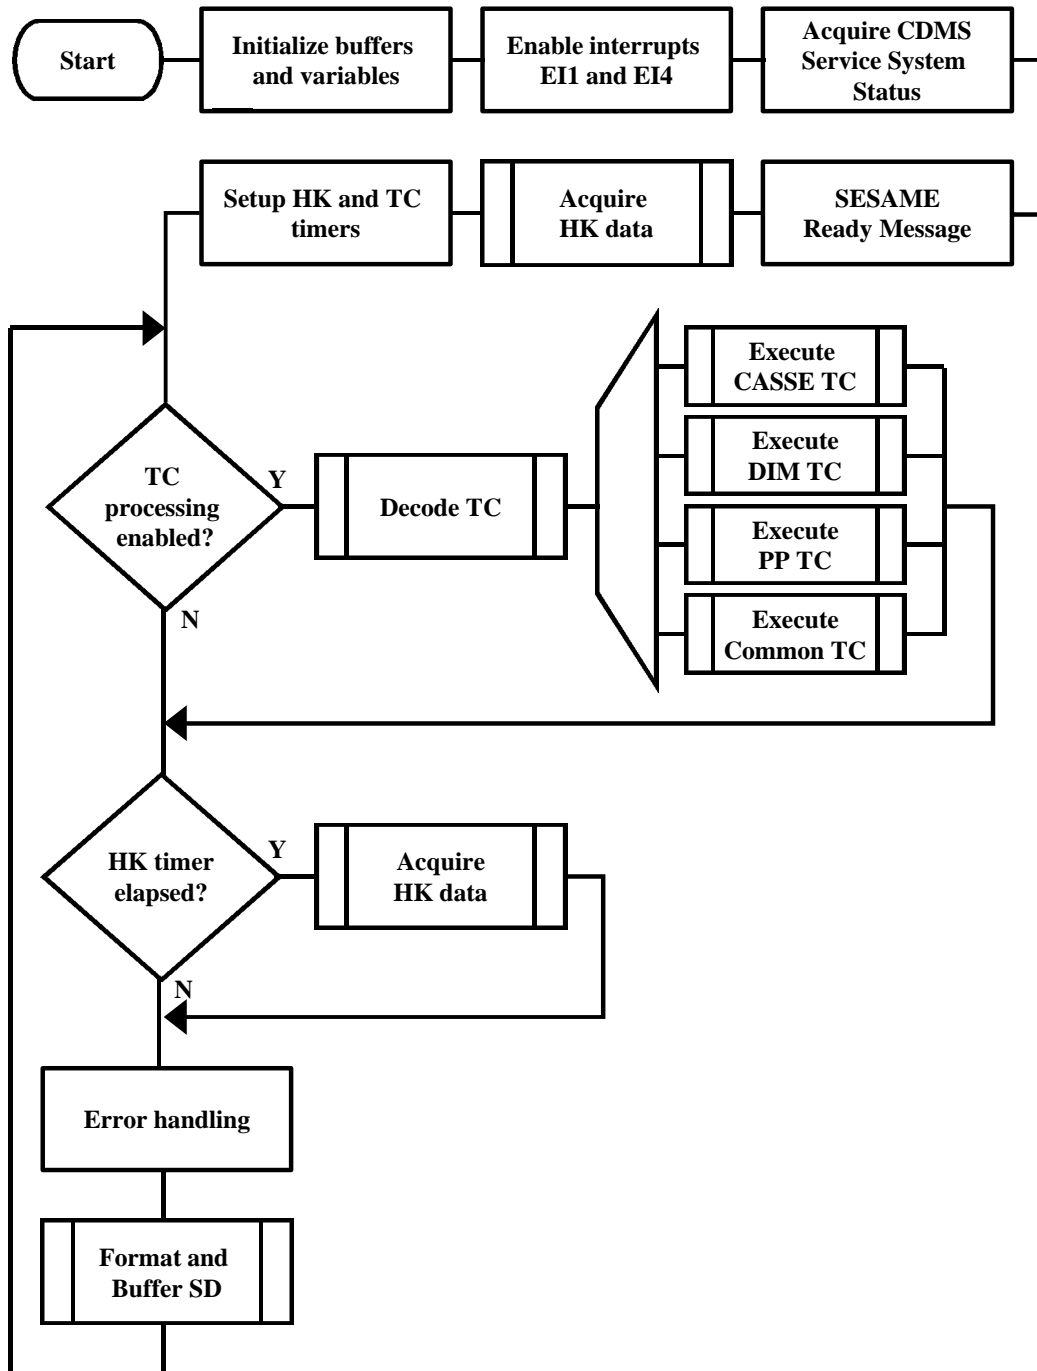 Start
Initialize buffers
and variables
Enable interrupts
EI1 and EI4
Acquire CDMS
Service System
Status
Setup HK and TC
timers
Acquire
HK data
SESAME
Ready Message
TC
processing
enabled?
Y
N
Decode TC
Execute
CASSE TC
Execute
DIM TC
Execute
PP TC
Execute
Common TC
HK timer
elapsed?
Y
N
Acquire
HK data
Error handling
Format and
Buffer SD